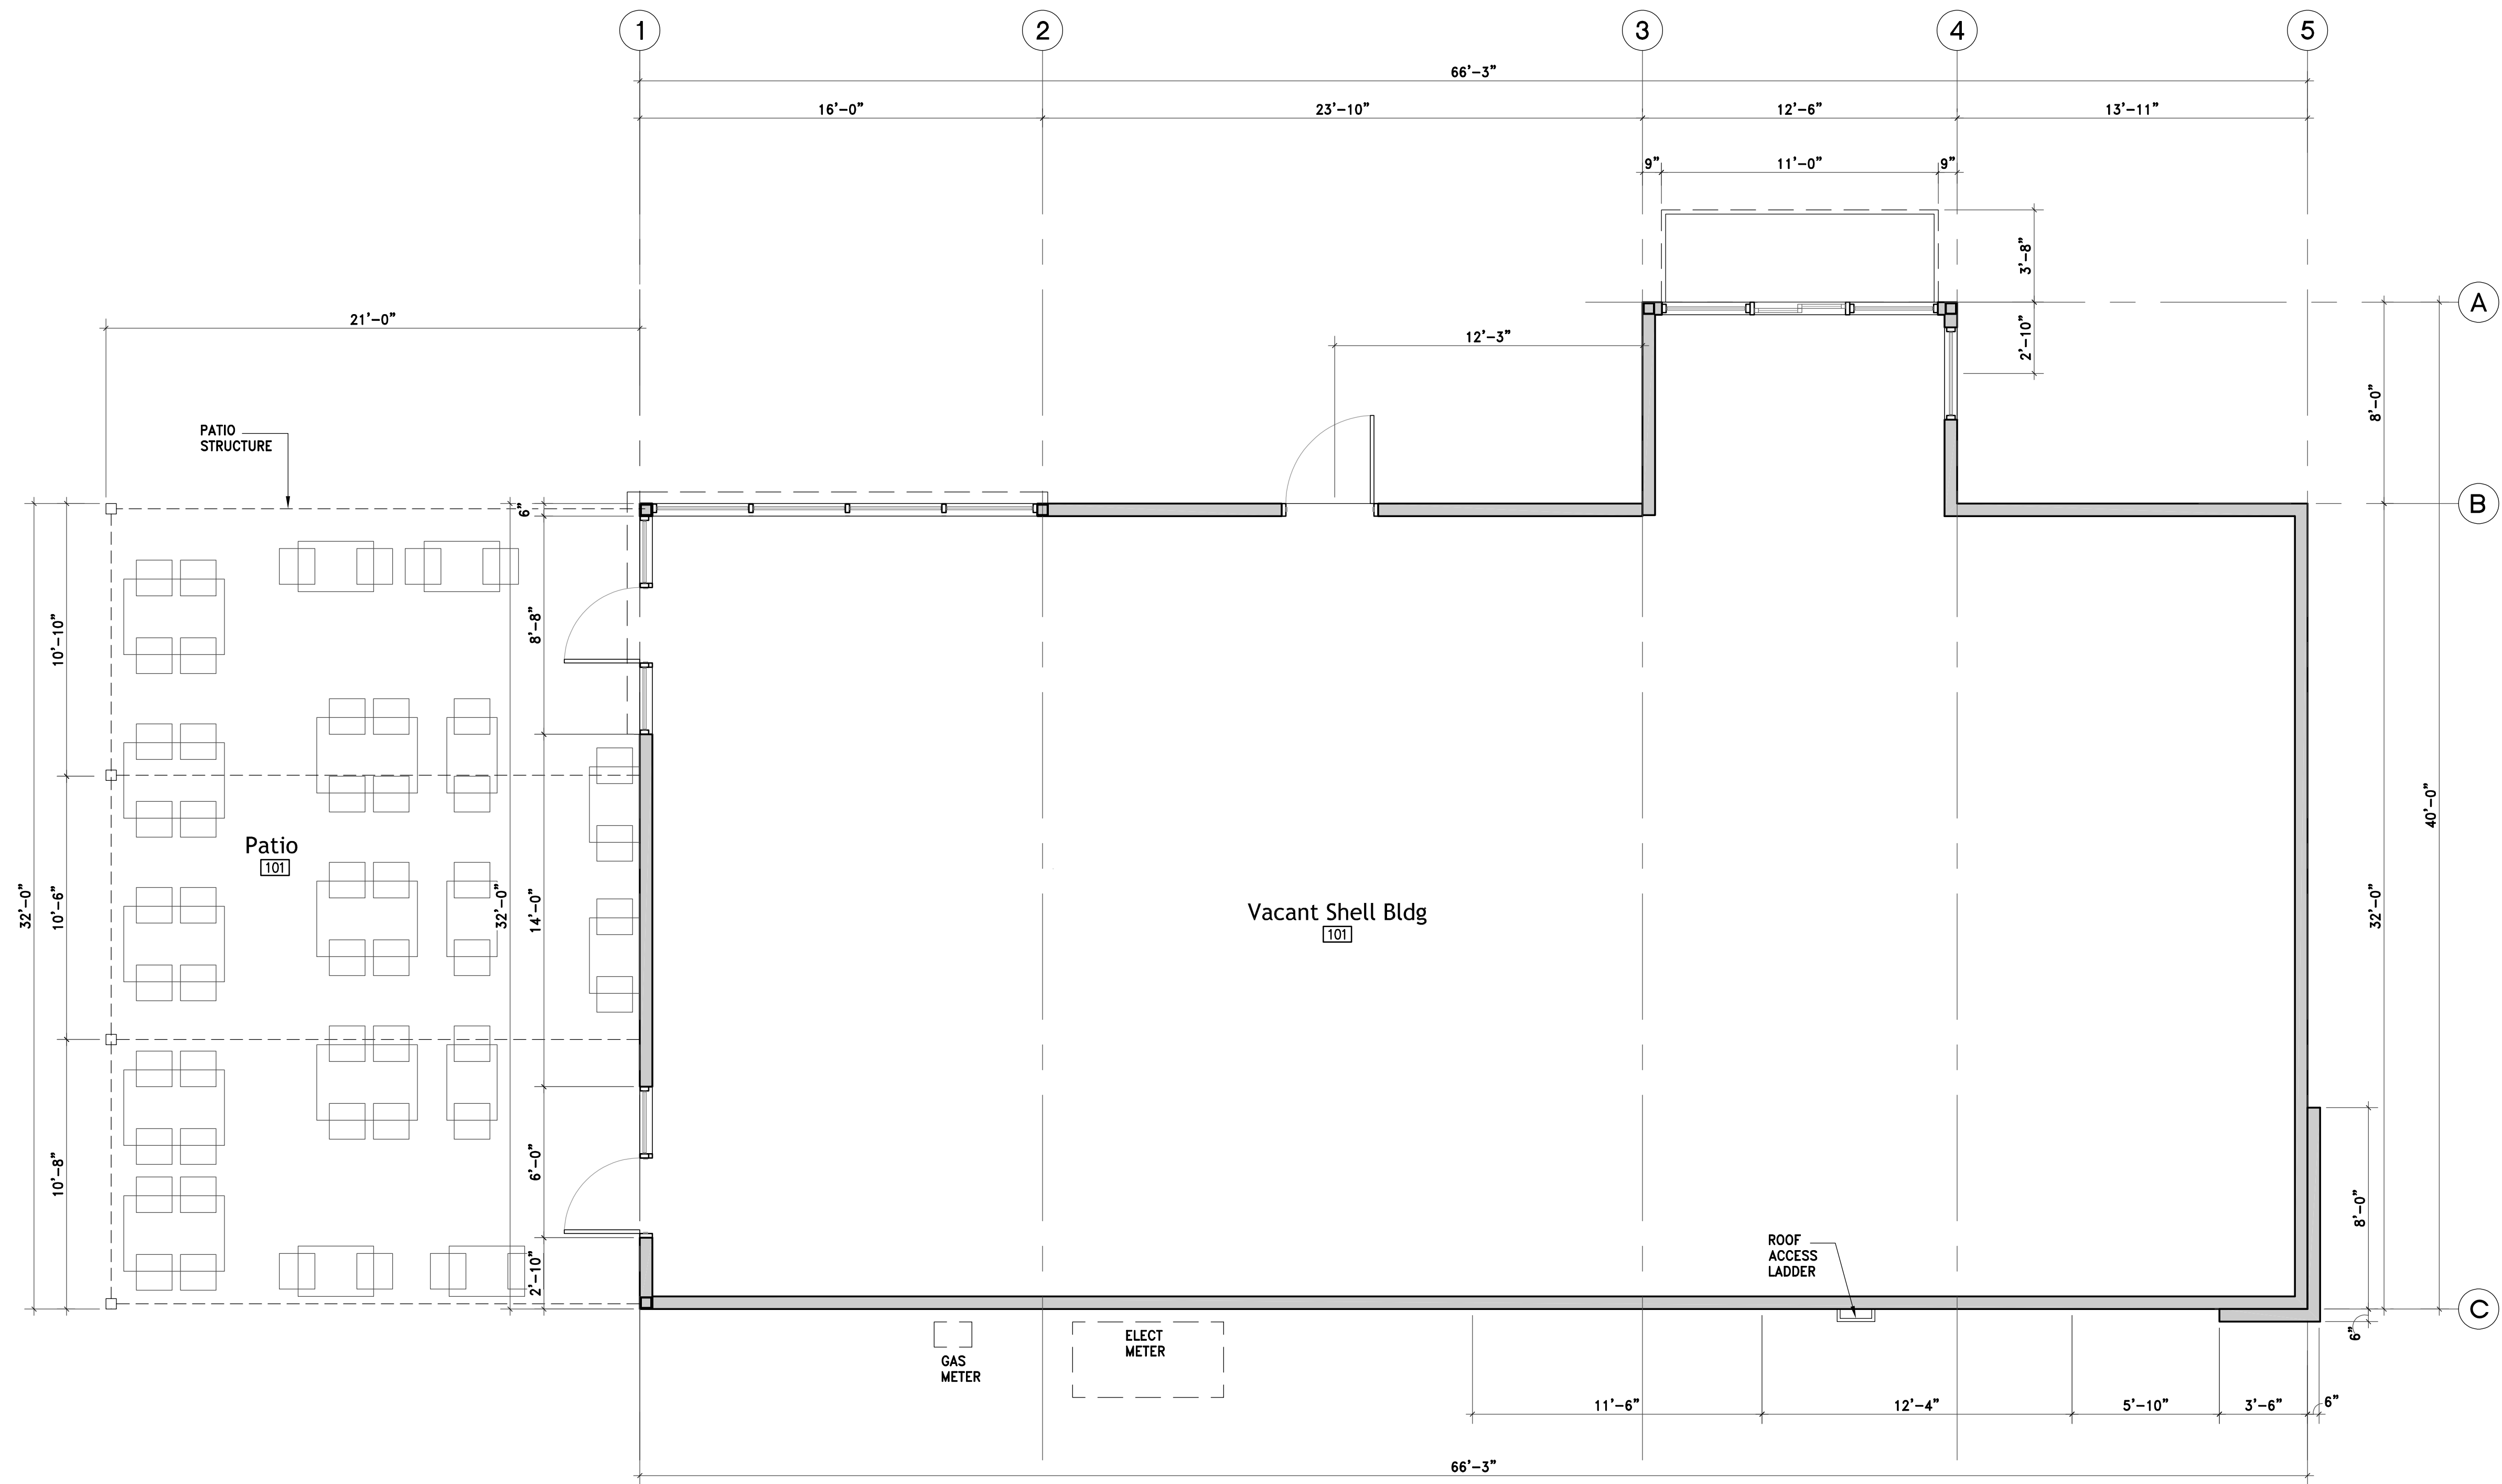 1
2
3
4
5
66’–3”
16’–0”
23’–10”
12’–6”
13’–11”
9”
11’–0”
9”
3’–8”
A
2’–10”
21’–0”
12’–3”
8’–0”
PATIO
STRUCTURE
6”
B
10’–10”
8’–8”
40’–0”
Patio
101
32’–0”
10’–6”
32’–0”
14’–0”
Vacant Shell Bldg
101
32’–0”
10’–8”
6’–0”
8’–0”
2’–10”
ROOF
ACCESS
LADDER
C
6”
GAS
METER
ELECT
METER
11’–6”
12’–4”
5’–10”
3’–6”
6”
66’–3”